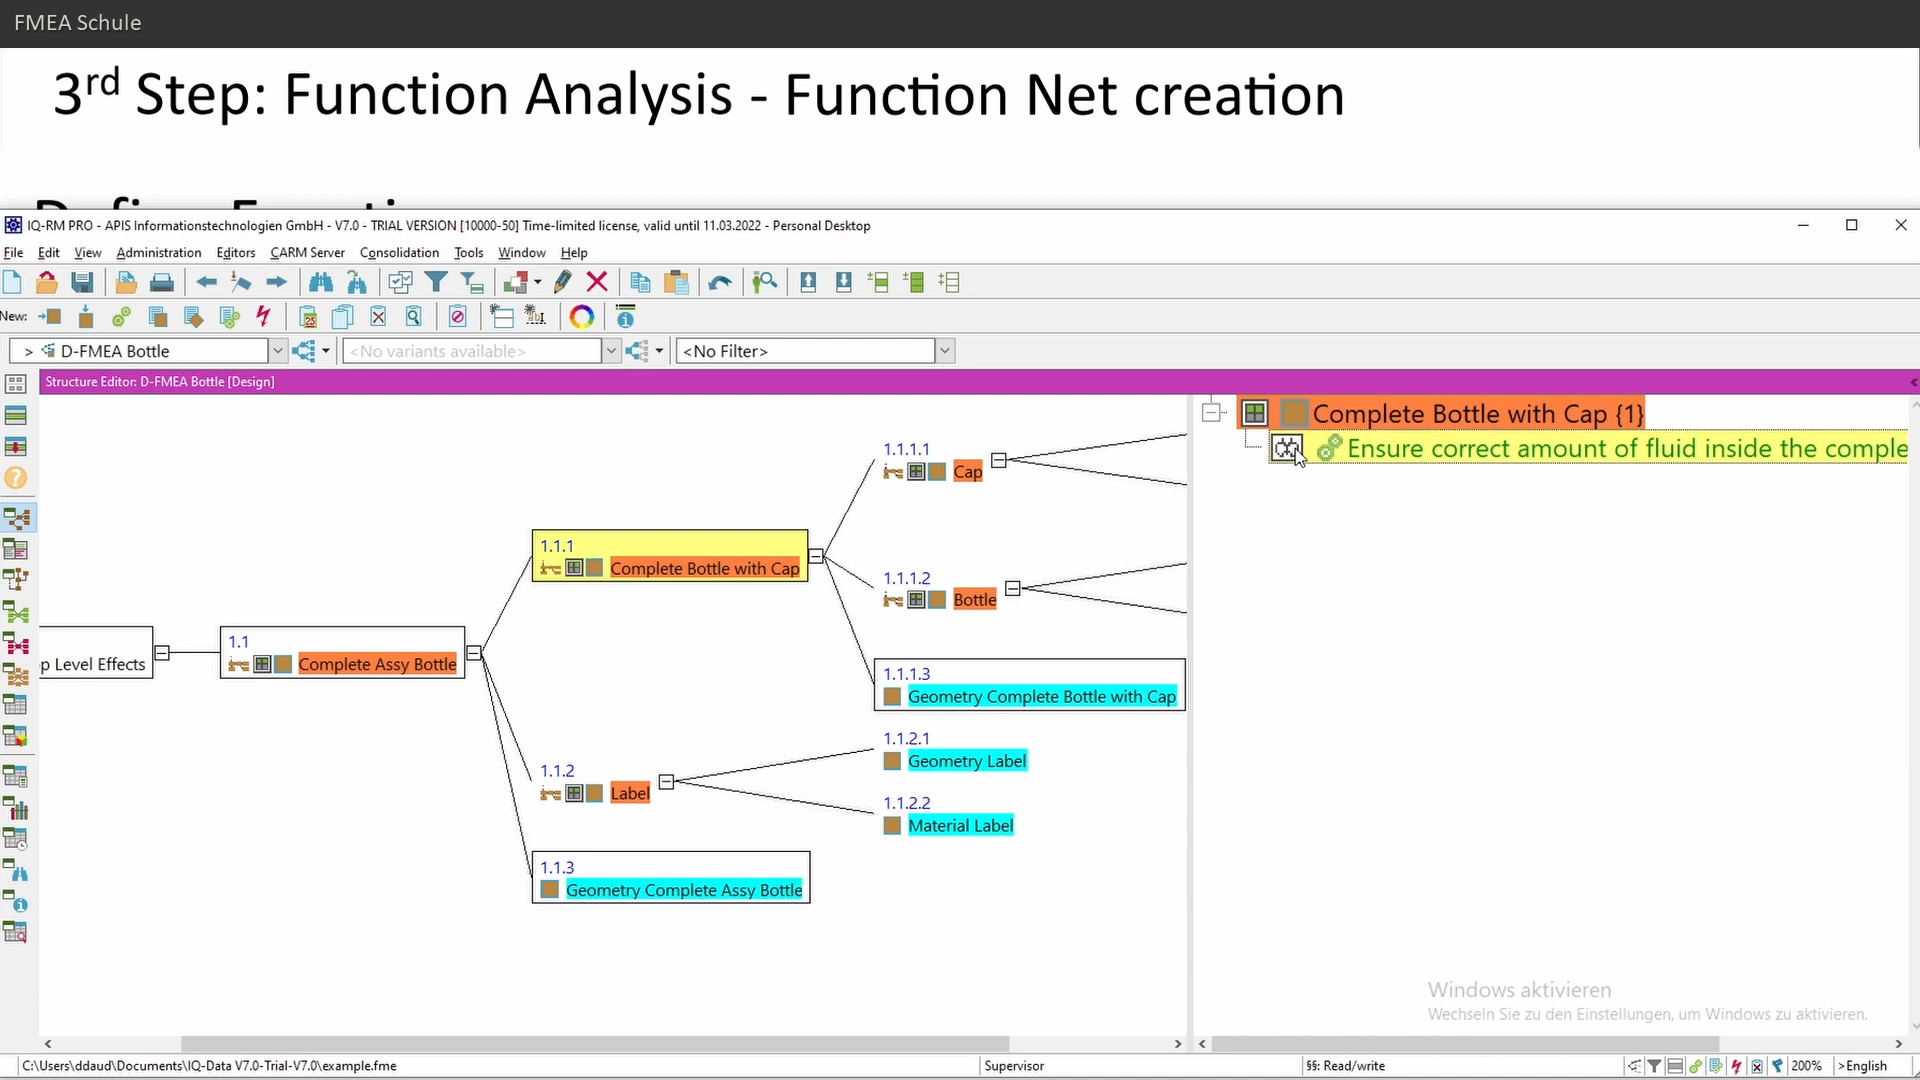 FMEA Schule
3rd Step: Function Analysis - Function Net creation
IQ-RM PRO - APIS Informationstechnologien GmbH - V7.0 - TRIAL VERSION [10000-50] Time-limited license, valid until 11.03.2022 - Personal Desktop
File Edit View Administration Editors CARM Server Consolidation Tools Window Help
New:
> D-FMEA Bottle <No variants available> <No Filter>
Structure Editor: D-FMEA Bottle [Design]
Complete Bottle with Cap {1}
Ensure correct amount of fluid inside the comple
1.1.1.1
Cap
1.1.1
Complete Bottle with Cap
1.1.1.2
Bottle
1.1
Complete Assy Bottle
p Level Effects
1.1.1.3
Geometry Complete Bottle with Cap
1.1.2.1
Geometry Label
1.1.2
Label
1.1.2.2
Material Label
1.1.3
Geometry Complete Assy Bottle
Windows aktivieren
Wechseln Sie zu den Einstellungen, um Windows zu aktivieren.
C:\Users\ddaud\Documents\IQ-Data V7.0-Trial-V7.0\example.fme Supervisor §§: Read/write 200% >English